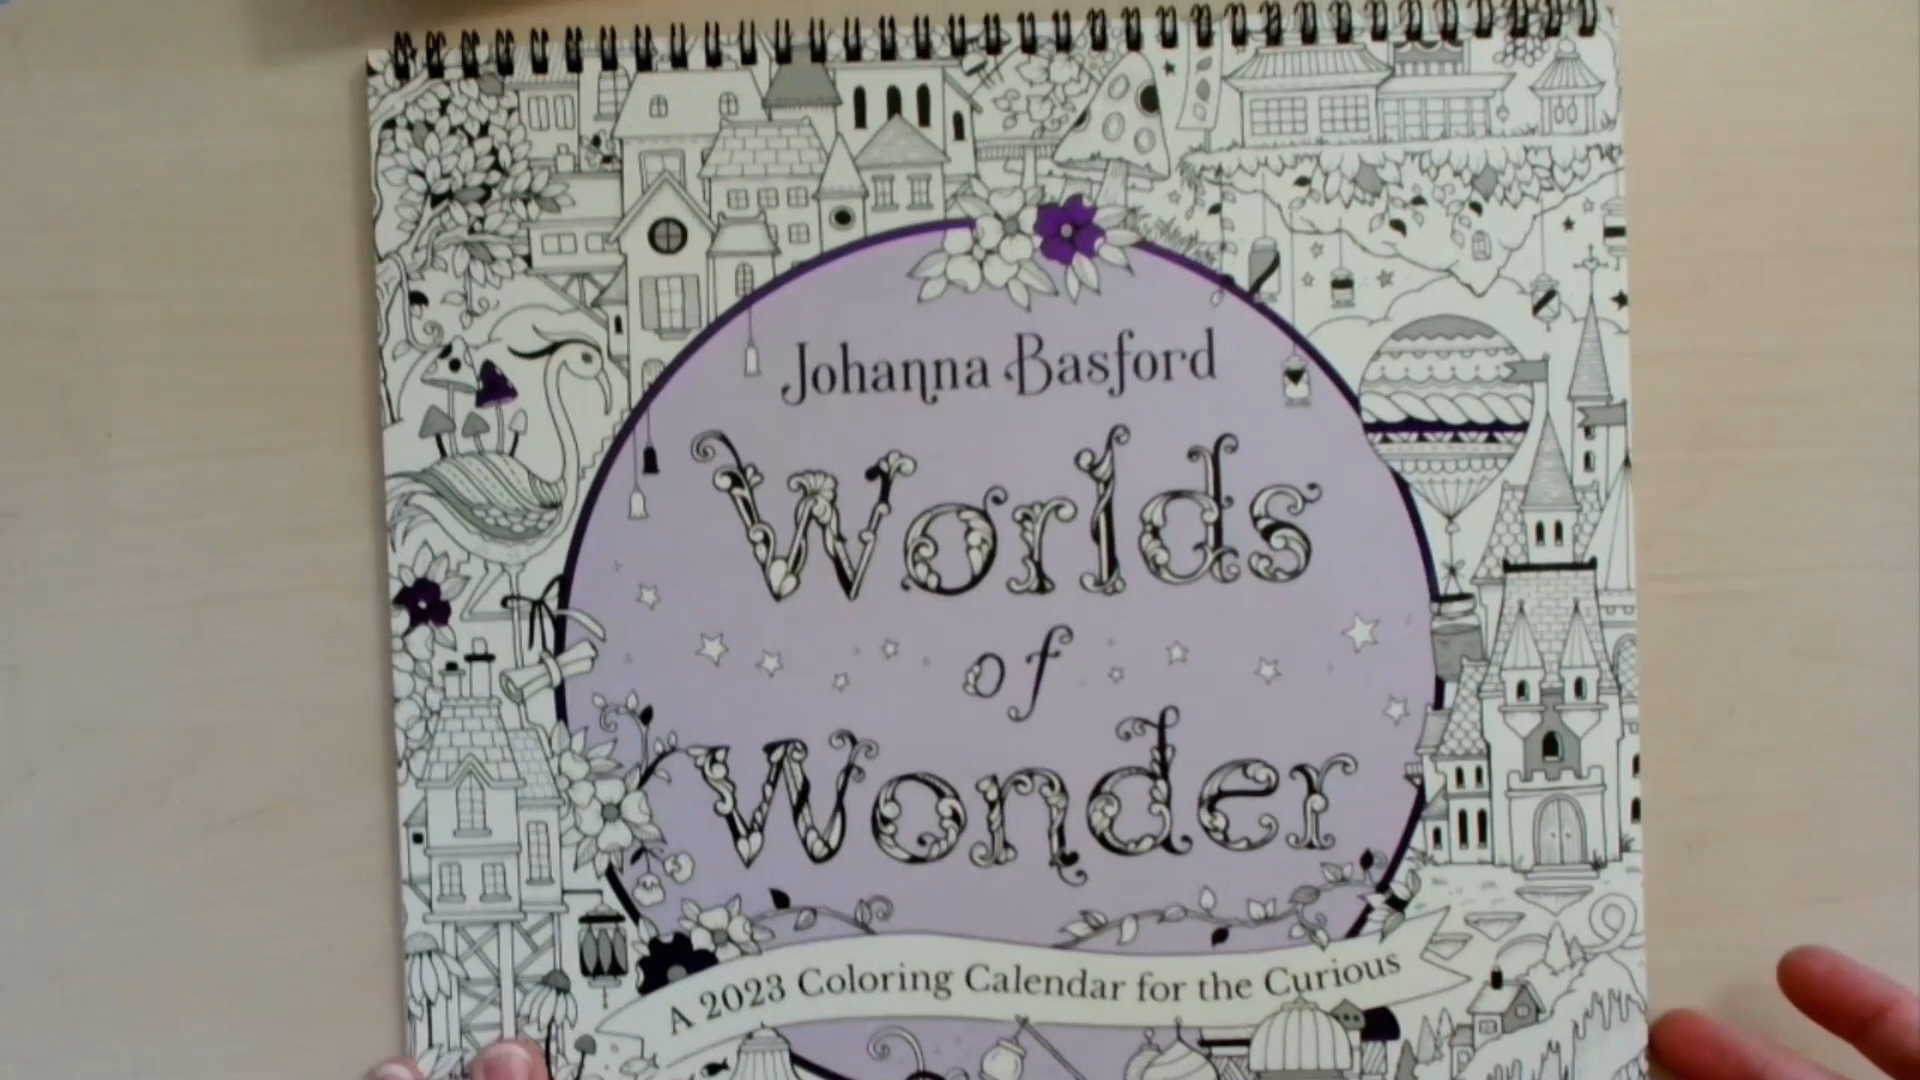 Johanna Basford
Worlds
of
Wonder
A 2023 Coloring Calendar for the Curious